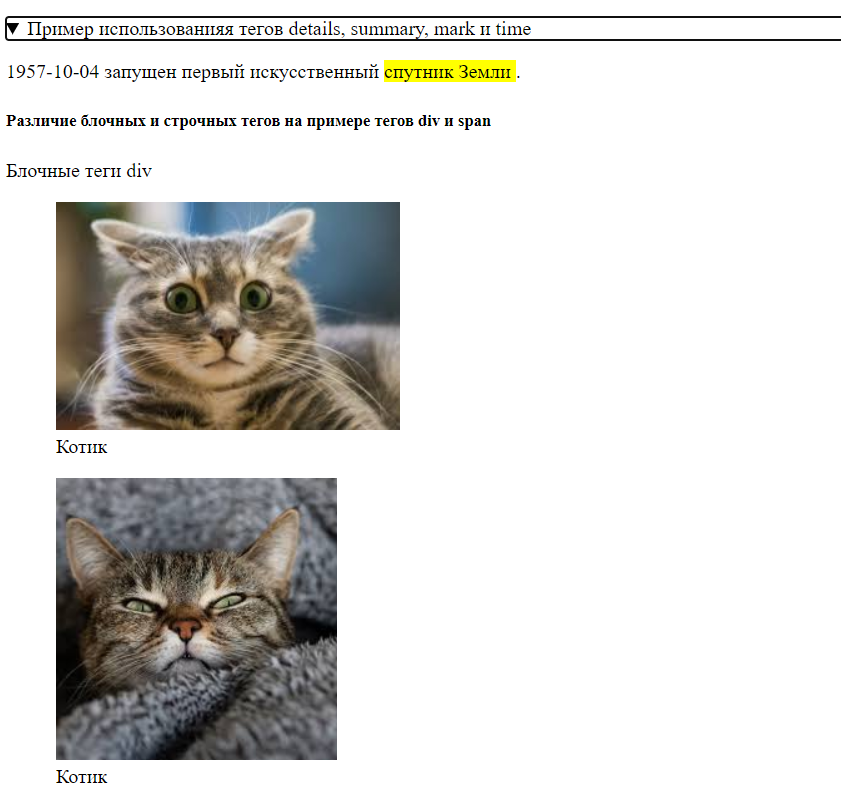 Пример использованияя тегов details, summary, mark и time
1957-10-04 запущен первый искусственный спутник Земли .
Различие блочных и строчных тегов на примере тегов div и span
Блочные теги div
Котик
Котик